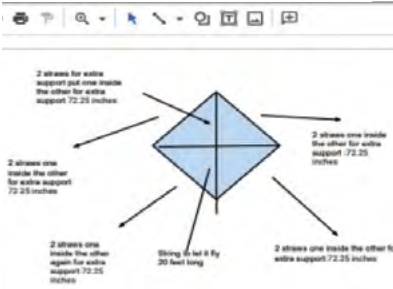 2 straws for extra
support put one inside
the other for extra
support 72.25 inches
2 straws one inside
the other for extra
support :72.25
inches
2 straws one
inside the other
for extra support
72.25 inches
2 straws one
inside the other
again for extra
support:72.25
inches
String to let it fly
20 feet long
2 straws one inside the other fo
extra support:72.25 inches